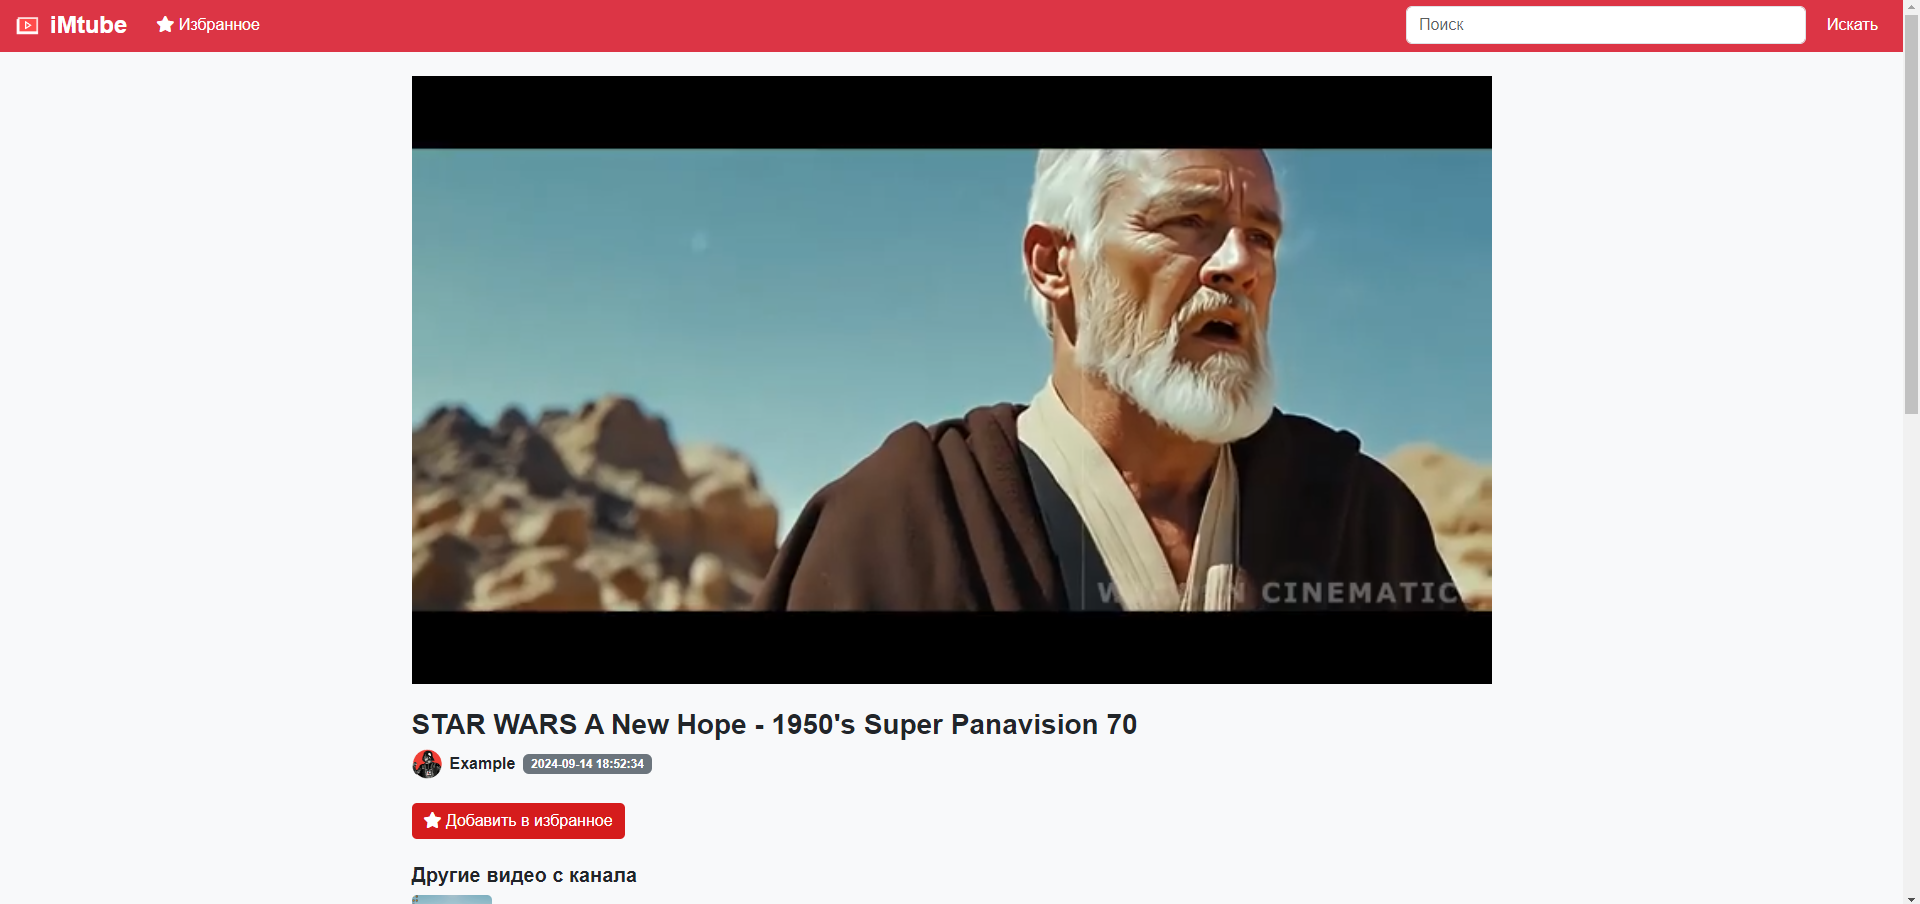 iMtube
Избранное
Поиск
Искать
CINEMATIC
STAR WARS A New Hope - 1950's Super Panavision 70
Example
2024-09-14 18:52:34
Добавить в избранное
Другие видео с канала